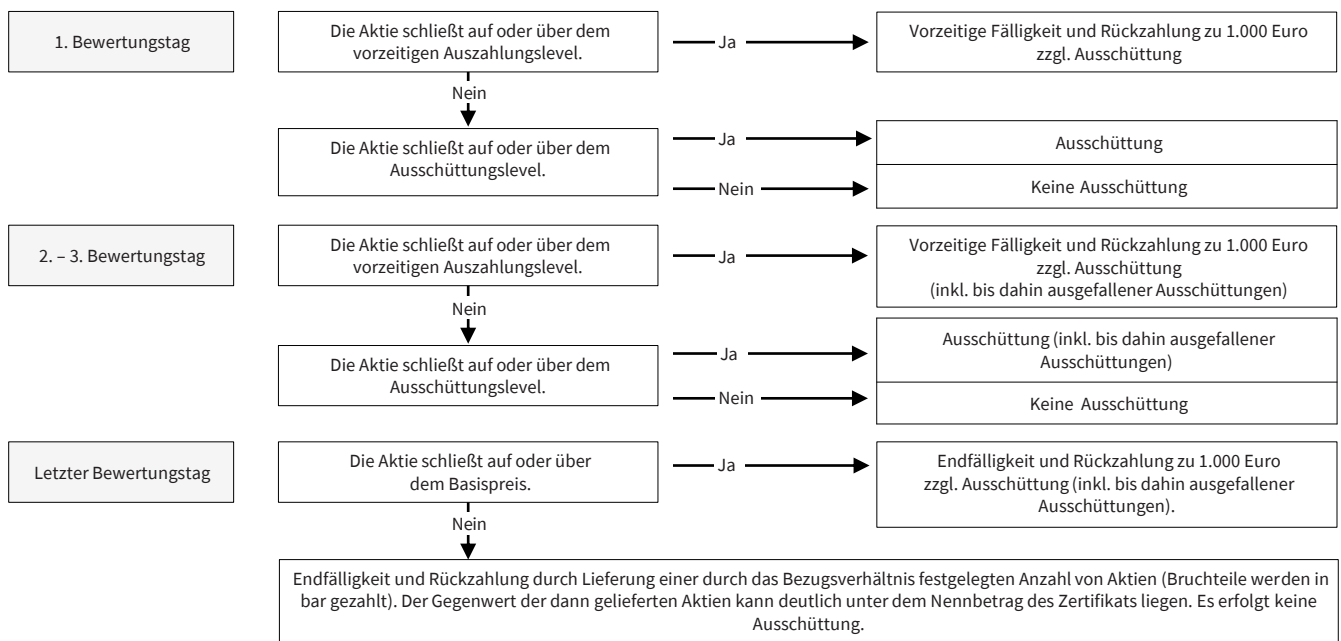 1. Bewertungstag
Die Aktie schließt auf oder über dem
vorzeitigen Auszahlungslevel.
Ja
Vorzeitige Fälligkeit und Rückzahlung zu 1.000 Euro
zzgl. Ausschüttung
Nein
Die Aktie schließt auf oder über dem
Ausschüttungslevel.
Ja
Ausschüttung
Nein
Keine Ausschüttung
2. – 3. Bewertungstag
Die Aktie schließt auf oder über dem
vorzeitigen Auszahlungslevel.
Ja
Vorzeitige Fälligkeit und Rückzahlung zu 1.000 Euro
zzgl. Ausschüttung
(inkl. bis dahin ausgefallener Ausschüttungen)
Nein
Die Aktie schließt auf oder über dem
Ausschüttungslevel.
Ja
Ausschüttung (inkl. bis dahin ausgefallener
Ausschüttungen)
Nein
Keine Ausschüttung
Letzter Bewertungstag
Die Aktie schließt auf oder über
dem Basispreis.
Ja
Endfälligkeit und Rückzahlung zu 1.000 Euro
zzgl. Ausschüttung (inkl. bis dahin ausgefallener
Ausschüttungen).
Nein
Endfälligkeit und Rückzahlung durch Lieferung einer durch das Bezugsverhältnis festgelegten Anzahl von Aktien (Bruchteile werden in
bar gezahlt). Der Gegenwert der dann gelieferten Aktien kann deutlich unter dem Nennbetrag des Zertifikats liegen. Es erfolgt keine
Ausschüttung.